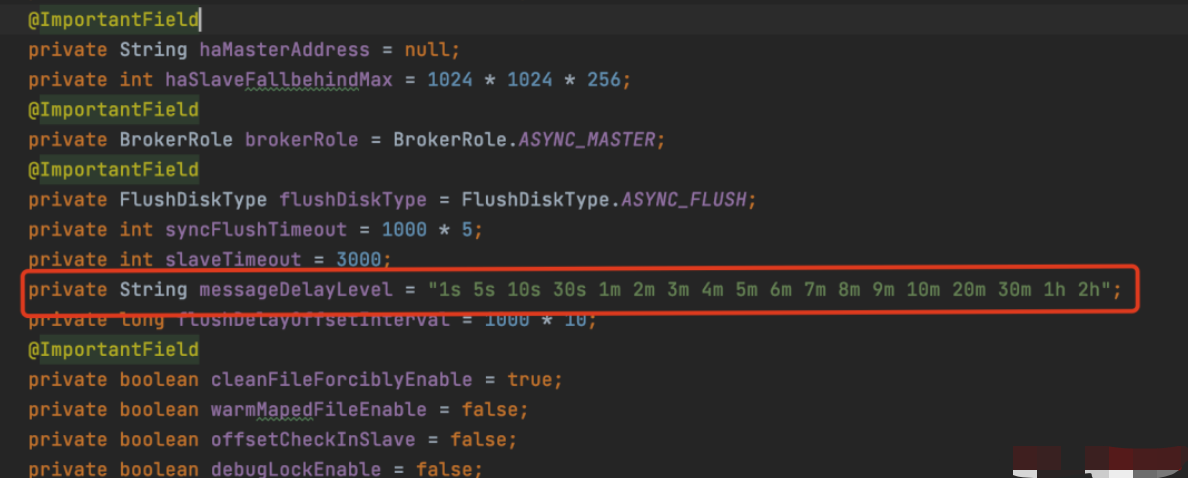 @ImportantField
private String haMasterAddress = null;
private int haSlaveFallbehindMax = 1024 * 1024 * 256;
@ImportantField
private BrokerRole brokerRole = BrokerRole.ASYNC_MASTER;
@ImportantField
private FlushDiskType flushDiskType = FlushDiskType.ASYNC_FLUSH;
private int syncFlushTimeout = 1000 * 5;
private int slaveTimeout = 3000;
private String messageDelayLevel = "1s 5s 10s 30s 1m 2m 3m 4m 5m 6m 7m 8m 9m 10m 20m 30m 1h 2h";
private long flushDelayOffsetInterval = 1000 * 10;
@ImportantField
private boolean cleanFileForciblyEnable = true;
private boolean warmMapedFileEnable = false;
private boolean offsetCheckInSlave = false;
private boolean debugLockEnable = false;